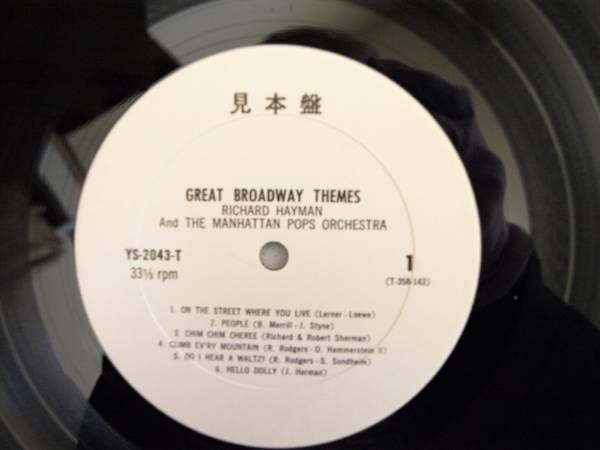 見本盤
GREAT BROADWAY THEMES
RICHARD HAYMAN
And THE MANHATTAN POPS ORCHESTRA
YS-2043-T
33⅓ rpm
1
(T-358-143)
1. ON THE STREET WHERE YOU LIVE (Lerner - Loewe)
2. PEOPLE (B. Merrill - J. Styne)
3. CHIM CHIM CHEREE (Richard & Robert Sherman)
4. CLIMB EV'RY MOUNTAIN (R. Rodgers - O. Hammerstein II)
5. DO I HEAR A WALTZ? (R. Rodgers - S. Sondheim)
6. HELLO DOLLY (J. Herman)